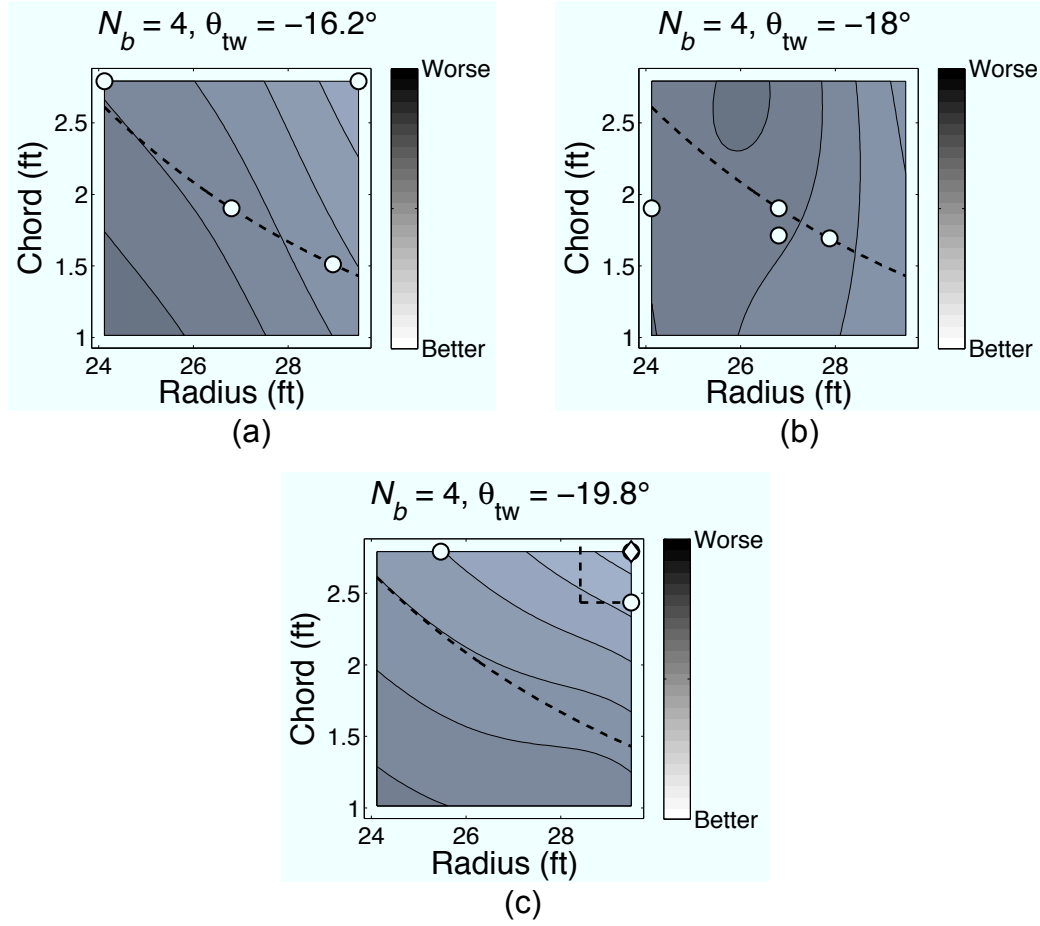 N_b = 4, θ_tw = −16.2°
Worse
Better
Chord (ft)
2.5
2
1.5
1
24
26
28
Radius (ft)
(a)
N_b = 4, θ_tw = −18°
Worse
Better
Chord (ft)
2.5
2
1.5
1
24
26
28
Radius (ft)
(b)
N_b = 4, θ_tw = −19.8°
Worse
Better
Chord (ft)
2.5
2
1.5
1
24
26
28
Radius (ft)
(c)